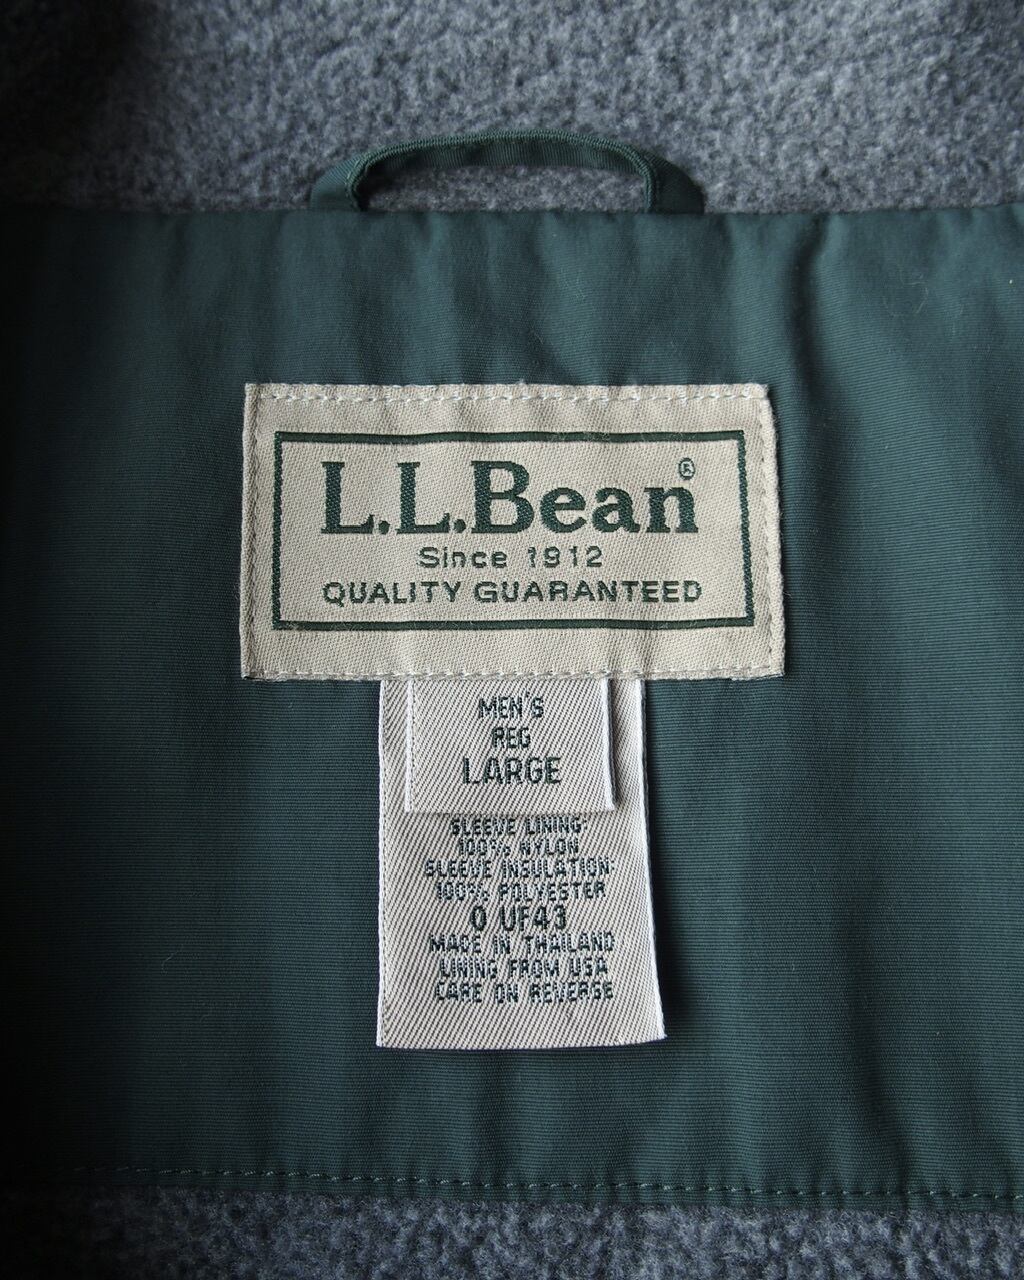 L.L.Bean®
Since 1912
QUALITY GUARANTEED
MEN'S
REG
LARGE
SLEEVE LINING:
100% NYLON
SLEEVE INSULATION:
100% POLYESTER
0 UF43
MADE IN THAILAND
LINING FROM USA
CARE ON REVERSE